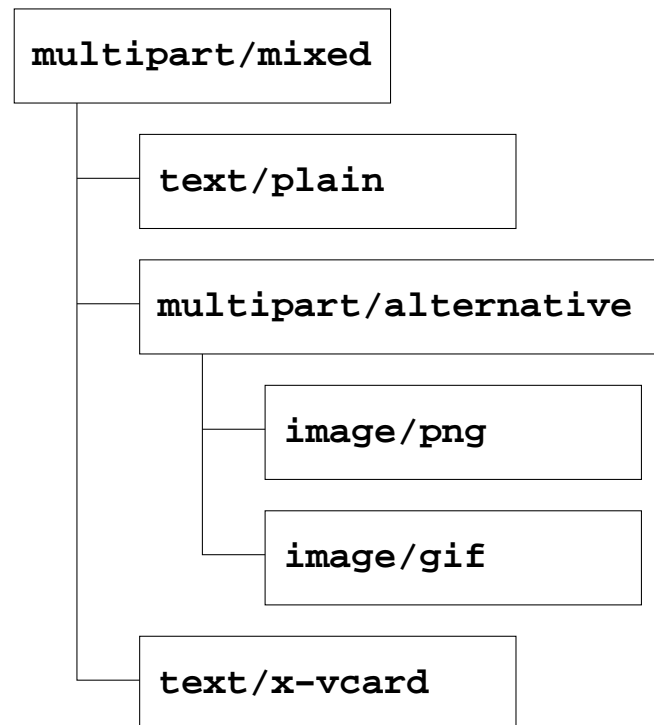 multipart/mixed
text/plain
multipart/alternative
image/png
image/gif
text/x-vcard